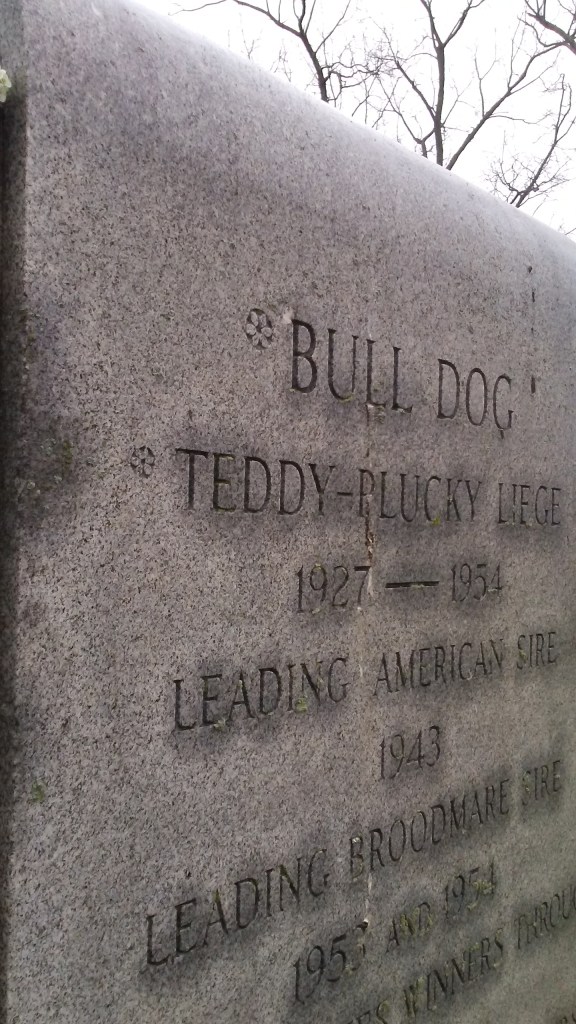 * BULL DOG
* TEDDY-PLUCKY LIEGE
1927 — 1954
LEADING AMERICAN SIRE
1943
LEADING BROODMARE SIRE
1953 AND 1954
WINNERS